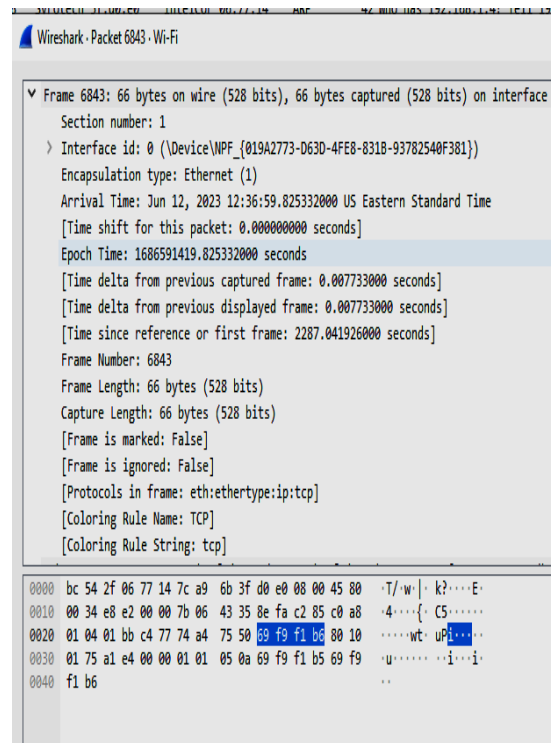 Wireshark · Packet 6843 · Wi-Fi
Frame 6843: 66 bytes on wire (528 bits), 66 bytes captured (528 bits) on interface
Section number: 1
Interface id: 0 (\Device\NPF_{019A2773-D63D-4FE8-831B-93782540F381})
Encapsulation type: Ethernet (1)
Arrival Time: Jun 12, 2023 12:36:59.825332000 US Eastern Standard Time
[Time shift for this packet: 0.000000000 seconds]
Epoch Time: 1686591419.825332000 seconds
[Time delta from previous captured frame: 0.007733000 seconds]
[Time delta from previous displayed frame: 0.007733000 seconds]
[Time since reference or first frame: 2287.041926000 seconds]
Frame Number: 6843
Frame Length: 66 bytes (528 bits)
Capture Length: 66 bytes (528 bits)
[Frame is marked: False]
[Frame is ignored: False]
[Protocols in frame: eth:ethertype:ip:tcp]
[Coloring Rule Name: TCP]
[Coloring Rule String: tcp]
0000 bc 54 2f 06 77 14 7c a9 6b 3f d0 e0 08 00 45 80 ·T/·w·|· k?····E·
0010 00 34 e8 e2 00 00 7b 06 43 35 8e fa c2 85 c0 a8 ·4····{· C5······
0020 01 04 01 bb c4 77 74 a4 75 50 69 f9 f1 b6 80 10 ·····wt· uPi·····
0030 01 75 a1 e4 00 00 01 01 05 0a 69 f9 f1 b5 69 f9 ·u······ ··i···i·
0040 f1 b6 ··